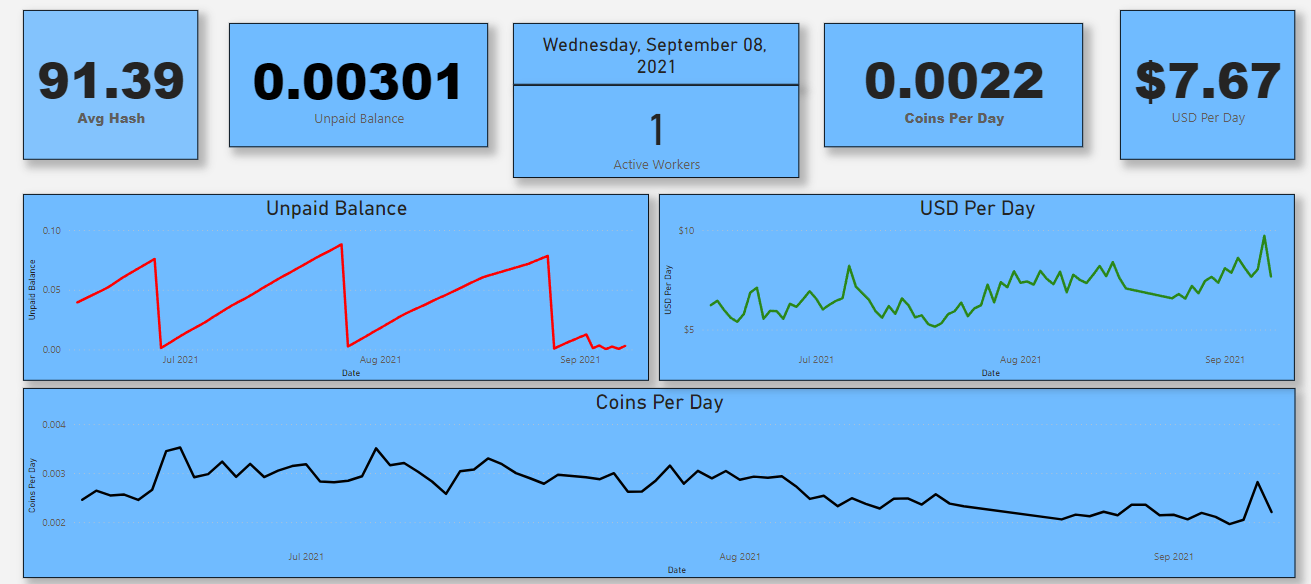 91.39
Avg Hash
0.00301
Unpaid Balance
Wednesday, September 08,
2021
1
Active Workers
0.0022
Coins Per Day
$7.67
USD Per Day
Unpaid Balance
Unpaid Balance
0.10
0.05
0.00
Jul 2021
Aug 2021
Sep 2021
Date
USD Per Day
USD Per Day
$10
$5
Jul 2021
Aug 2021
Sep 2021
Date
Coins Per Day
Coins Per Day
0.004
0.003
0.002
Jul 2021
Aug 2021
Sep 2021
Date